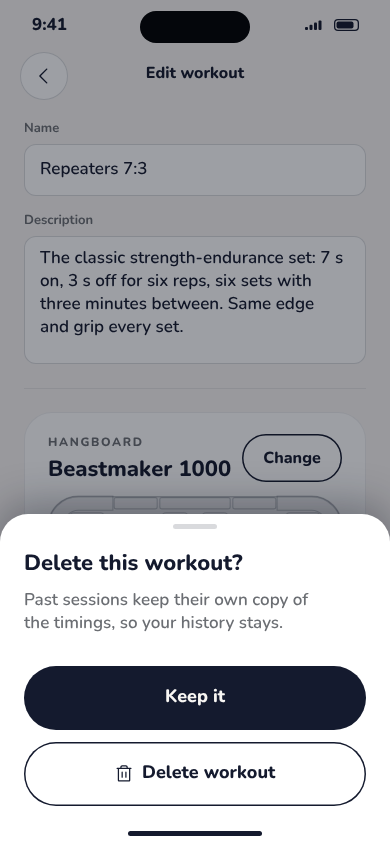 9:41
Edit workout
Name
Repeaters 7:3
Description
The classic strength-endurance set: 7 s
on, 3 s off for six reps, six sets with
three minutes between. Same edge
and grip every set.
HANGBOARD
Beastmaker 1000
Change
Delete this workout?
Past sessions keep their own copy of
the timings, so your history stays.
Keep it
Delete workout